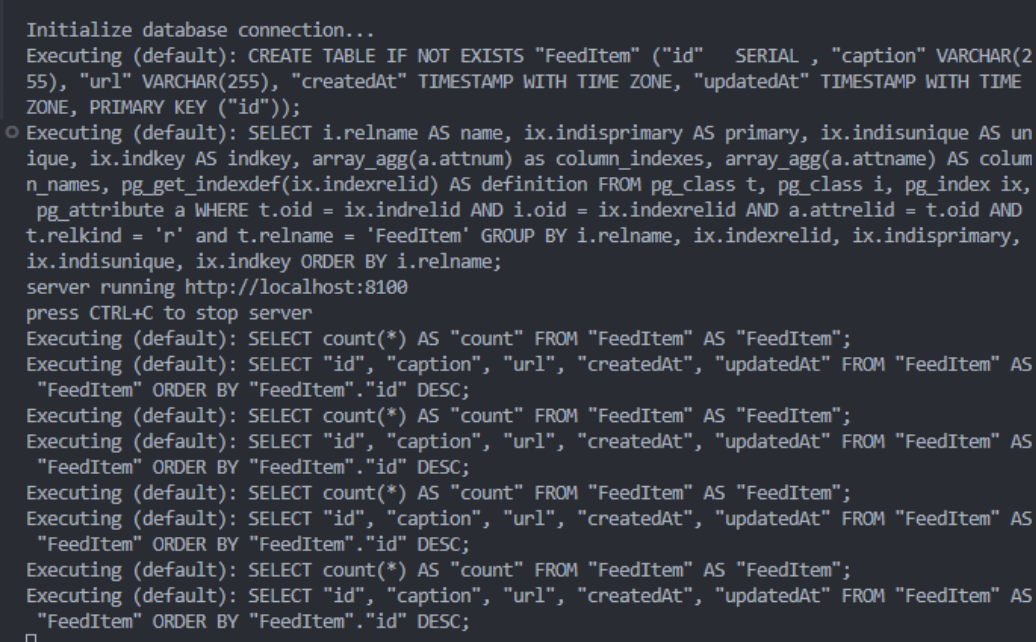 Initialize database connection...
Executing (default): CREATE TABLE IF NOT EXISTS "FeedItem" ("id"   SERIAL , "caption" VARCHAR(2
55), "url" VARCHAR(255), "createdAt" TIMESTAMP WITH TIME ZONE, "updatedAt" TIMESTAMP WITH TIME
ZONE, PRIMARY KEY ("id"));
Executing (default): SELECT i.relname AS name, ix.indisprimary AS primary, ix.indisunique AS un
ique, ix.indkey AS indkey, array_agg(a.attnum) as column_indexes, array_agg(a.attname) AS colum
n_names, pg_get_indexdef(ix.indexrelid) AS definition FROM pg_class t, pg_class i, pg_index ix,
 pg_attribute a WHERE t.oid = ix.indrelid AND i.oid = ix.indexrelid AND a.attrelid = t.oid AND
t.relkind = 'r' and t.relname = 'FeedItem' GROUP BY i.relname, ix.indexrelid, ix.indisprimary,
ix.indisunique, ix.indkey ORDER BY i.relname;
server running http://localhost:8100
press CTRL+C to stop server
Executing (default): SELECT count(*) AS "count" FROM "FeedItem" AS "FeedItem";
Executing (default): SELECT "id", "caption", "url", "createdAt", "updatedAt" FROM "FeedItem" AS
 "FeedItem" ORDER BY "FeedItem"."id" DESC;
Executing (default): SELECT count(*) AS "count" FROM "FeedItem" AS "FeedItem";
Executing (default): SELECT "id", "caption", "url", "createdAt", "updatedAt" FROM "FeedItem" AS
 "FeedItem" ORDER BY "FeedItem"."id" DESC;
Executing (default): SELECT count(*) AS "count" FROM "FeedItem" AS "FeedItem";
Executing (default): SELECT "id", "caption", "url", "createdAt", "updatedAt" FROM "FeedItem" AS
 "FeedItem" ORDER BY "FeedItem"."id" DESC;
Executing (default): SELECT count(*) AS "count" FROM "FeedItem" AS "FeedItem";
Executing (default): SELECT "id", "caption", "url", "createdAt", "updatedAt" FROM "FeedItem" AS
 "FeedItem" ORDER BY "FeedItem"."id" DESC;